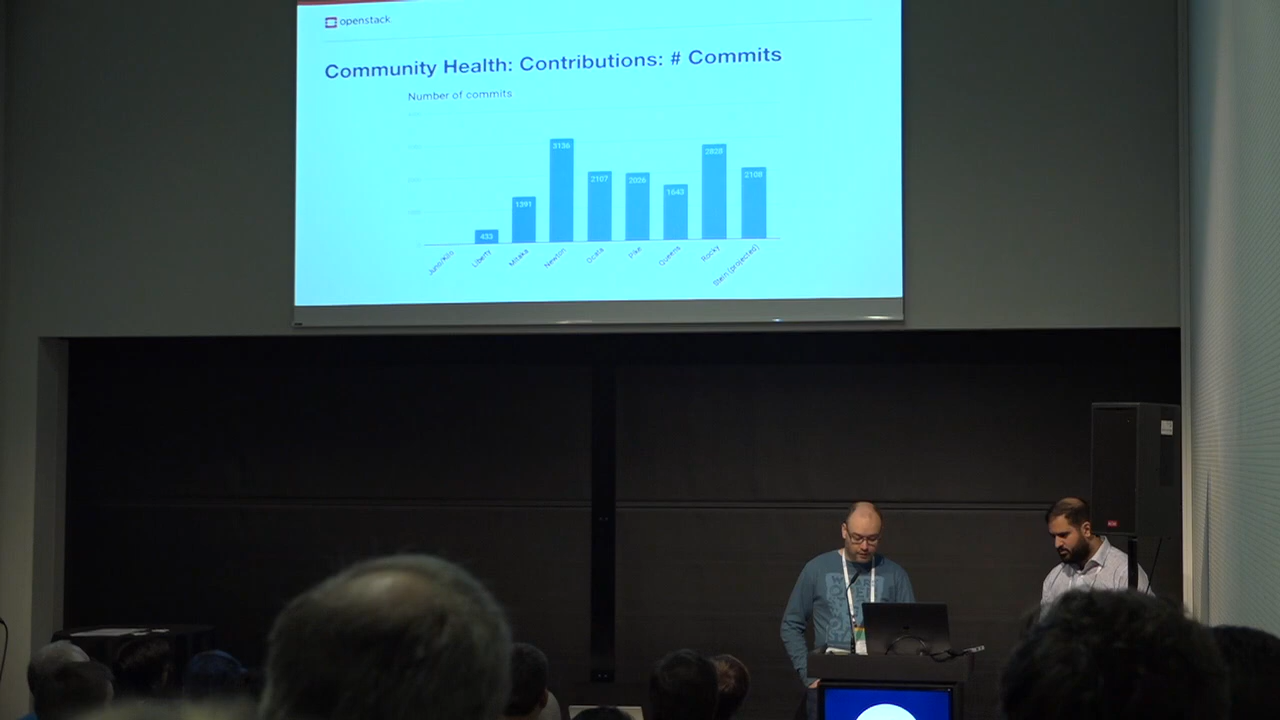 openstack
Community Health: Contributions: # Commits
Number of commits
3136
2828
2107
2026
2108
1643
1391
433
Juno/Kilo
Liberty
Mitaka
Newton
Ocata
Pike
Queens
Rocky
Stein (projected)